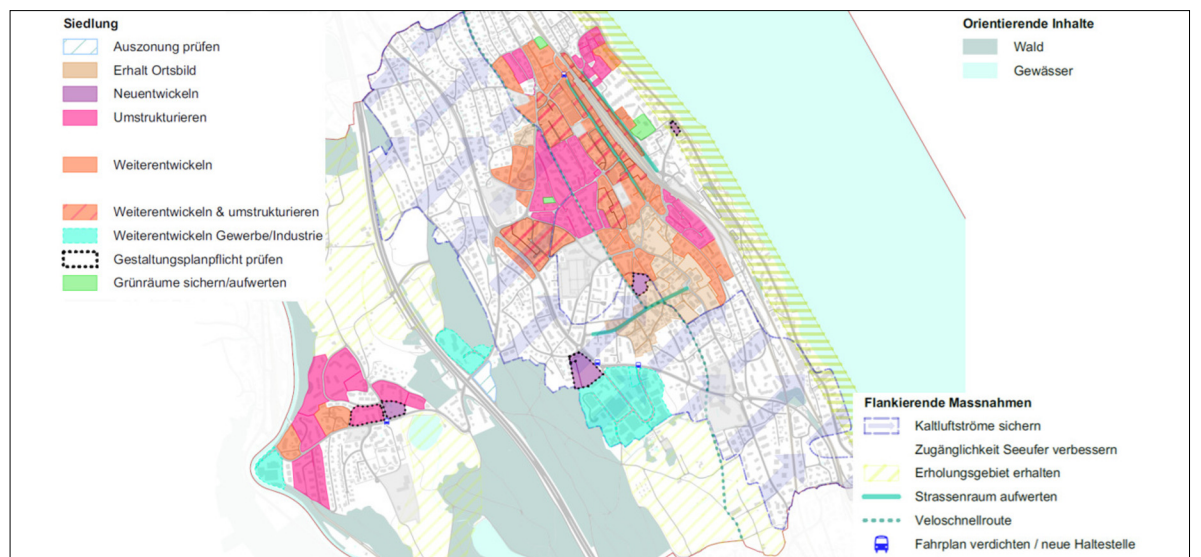 Siedlung
Auszonung prüfen
Erhalt Ortsbild
Neuentwickeln
Umstrukturieren
Weiterentwickeln
Weiterentwickeln & umstrukturieren
Weiterentwickeln Gewerbe/Industrie
Gestaltungsplanpflicht prüfen
Grünräume sichern/aufwerten
Orientierende Inhalte
Wald
Gewässer
Flankierende Massnahmen
Kaltluftströme sichern
Zugänglichkeit Seeufer verbessern
Erholungsgebiet erhalten
Strassenraum aufwerten
Veloschnellroute
Fahrplan verdichten / neue Haltestelle